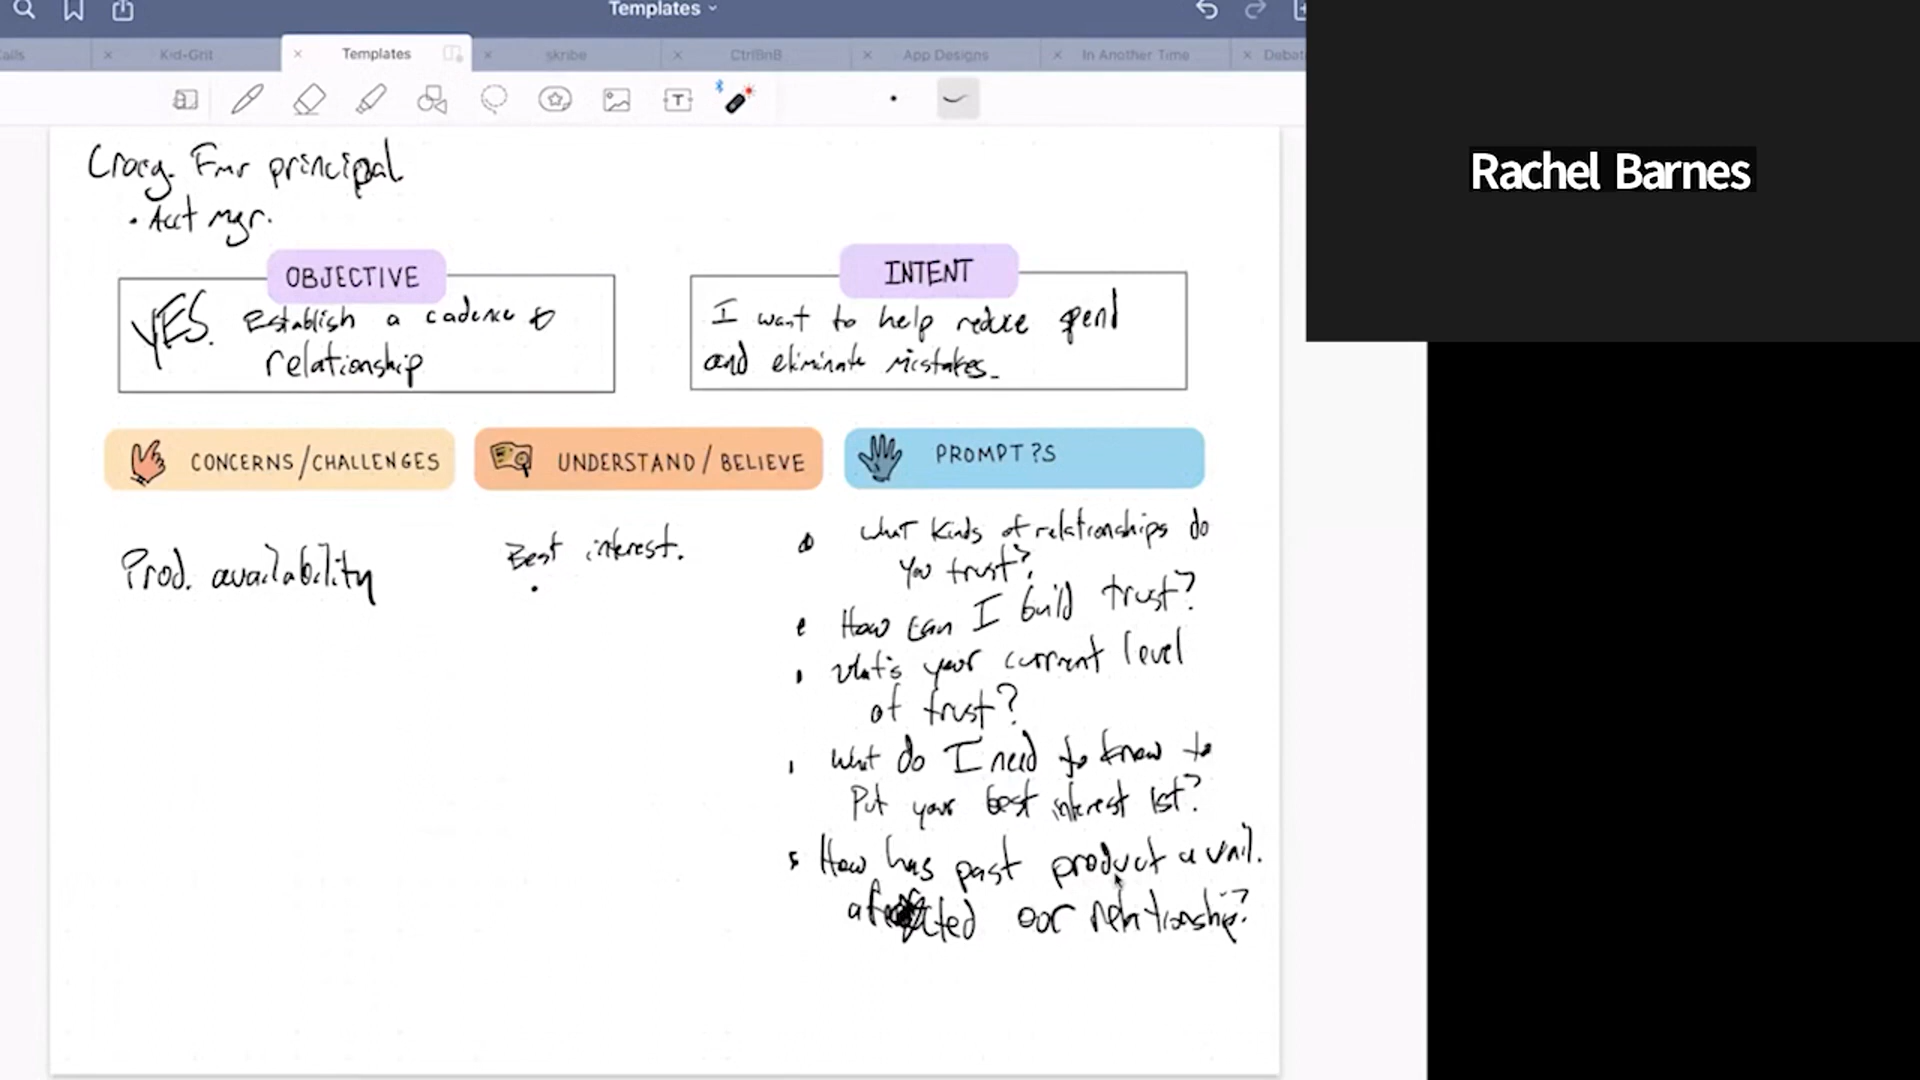 Templates
alls
Kid-Grit
Templates
skribe
CtrlBnB
App Designs
In Another Time
Debat
T
Rachel Barnes
Fmr principal
• Acct Mgr.
OBJECTIVE
YES. Establish a cadence &
relationship
INTENT
I want to help reduce spend
and eliminate mistakes.
CONCERNS/CHALLENGES
UNDERSTAND/BELIEVE
PROMPT ?S
Prod. availability
Best interest.
•
What kinds of relationships do
you trust?
How can I build trust?
What's your current level
of trust?
What do I need to know to
Put your best interest 1st?
How has past product avail.
affected our relationship?